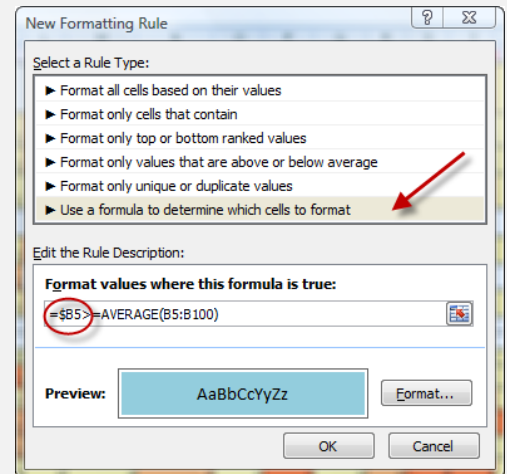 New Formatting Rule
Select a Rule Type:
► Format all cells based on their values
► Format only cells that contain
► Format only top or bottom ranked values
► Format only values that are above or below average
► Format only unique or duplicate values
► Use a formula to determine which cells to format
Edit the Rule Description:
Format values where this formula is true:
=$B5>=AVERAGE(B5:B100)
Preview: AaBbCcYyZz Format...
OK Cancel